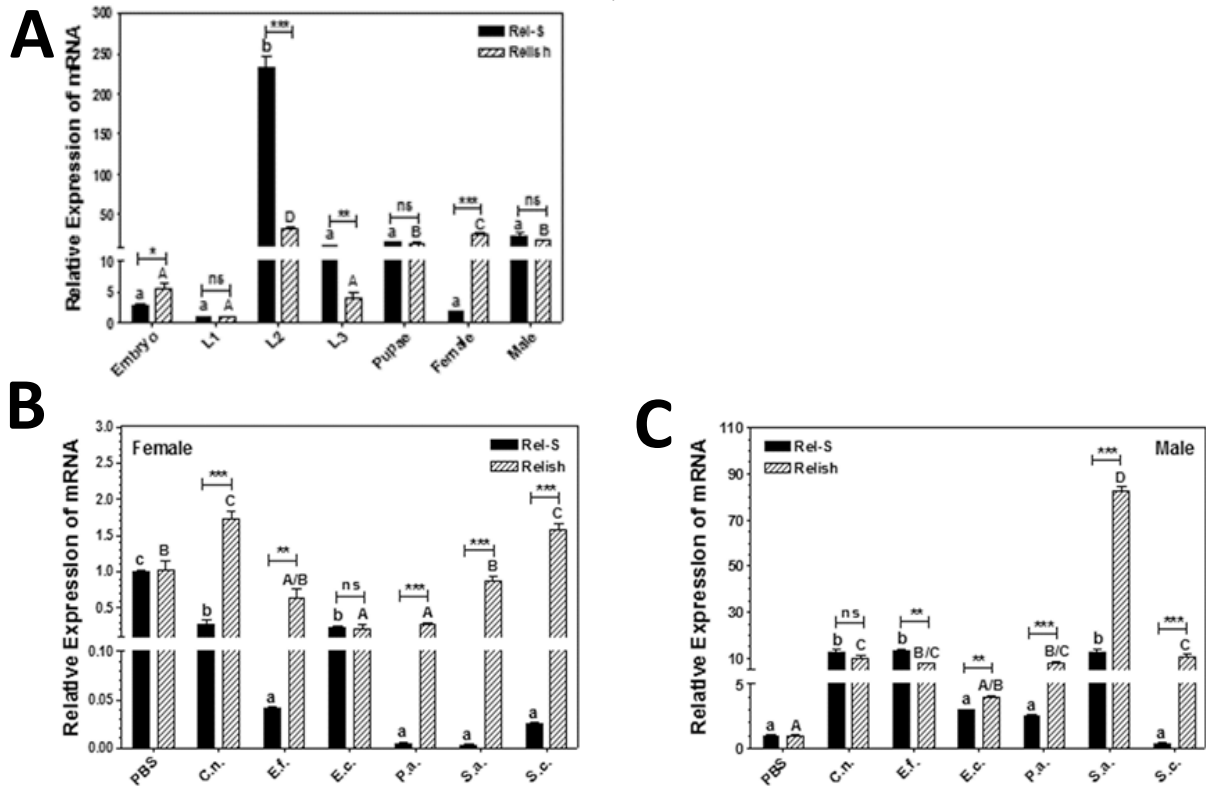 A
300
250
200
150
100
50
10
5
0
Relative Expression of mRNA
Rel-S
Relish
a
A
*
a
A
ns
b
D
***
a
A
**
a
B
ns
a
C
***
a
B
ns
Embryo
L1
L2
L3
Pupae
Female
Male
B
3.0
2.5
2.0
1.5
1.0
0.5
0.10
0.05
0.00
Relative Expression of mRNA
Female
Rel-S
Relish
c
B
b
C
***
a
A/B
**
b
A
ns
a
A
***
a
B
***
a
C
***
PBS
C.n.
E.f.
E.c.
P.a.
S.a.
S.c.
C
110
90
70
50
30
10
5
0
Relative Expression of mRNA
Rel-S
Relish
Male
a
A
b
C
ns
b
B/C
**
a
A/B
**
a
B/C
***
b
D
***
a
C
***
PBS
C.n.
E.f.
E.c.
P.a.
S.a.
S.c.